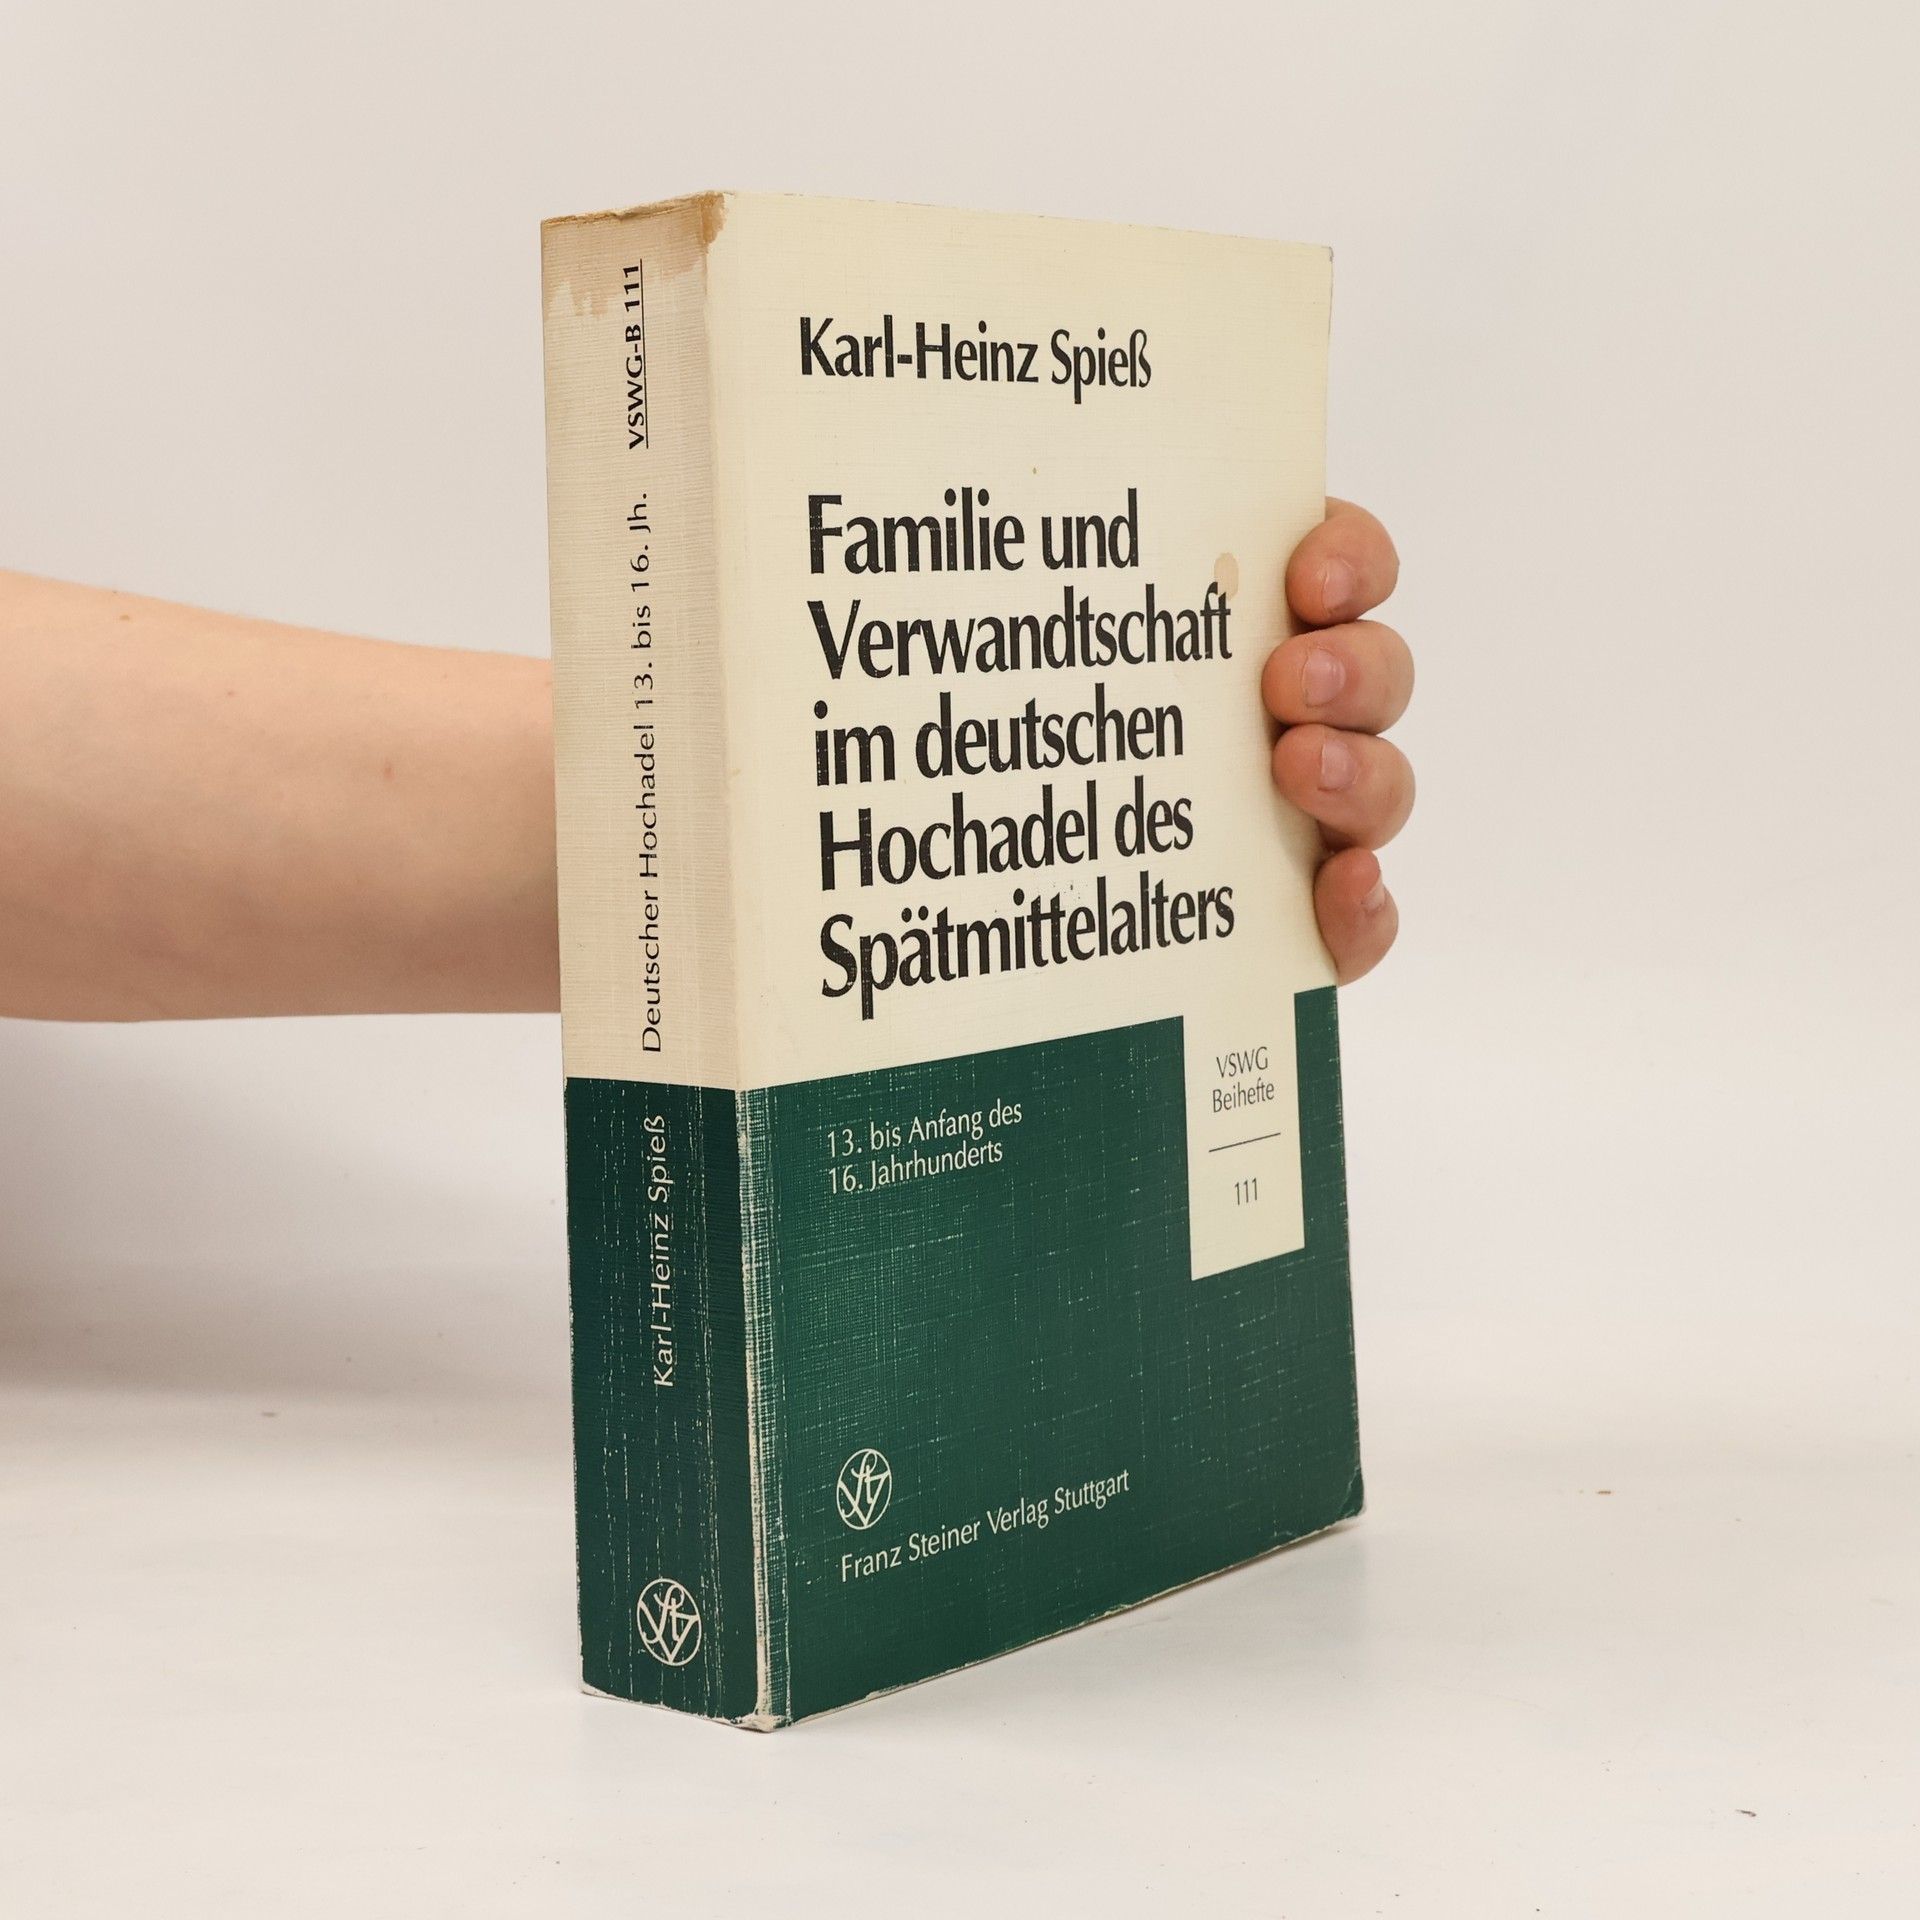 VSWG-B 111
Deutscher Hochadel 13. bis 16. Jh.
Karl-Heinz Spieß
Karl-Heinz Spieß
Familie und
Verwandtschaft
im deutschen
Hochadel des
Spätmittelalters
13. bis Anfang des
16. Jahrhunderts
VSWG
Beihefte
111
Franz Steiner Verlag Stuttgart